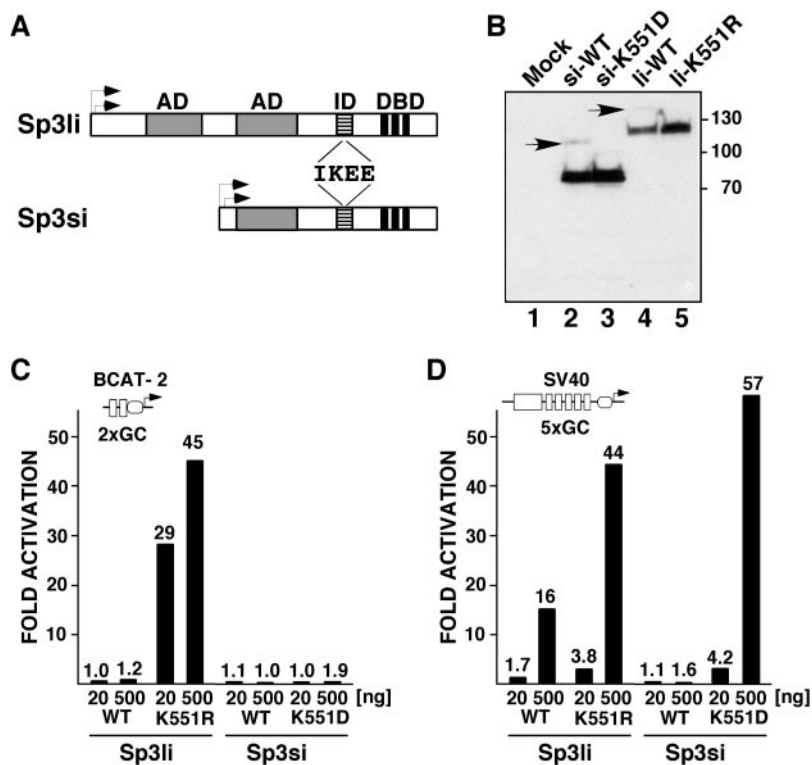 A
AD AD ID DBD
Sp3li
IKEE
Sp3si
B
Mock si-WT si-K551D li-WT li-K551R
130
100
70
1 2 3 4 5
C
BCAT-2
2xGC
FOLD ACTIVATION
50
40
30
20
10
1.0 1.2 29 45 1.1 1.0 1.0 1.9
20 500 20 500 20 500 20 500 [ng]
WT K551R WT K551D
Sp3li Sp3si
D
SV40
5xGC
FOLD ACTIVATION
50
40
30
20
10
1.7 16 3.8 44 1.1 1.6 4.2 57
20 500 20 500 20 500 20 500 [ng]
WT K551R WT K551D
Sp3li Sp3si